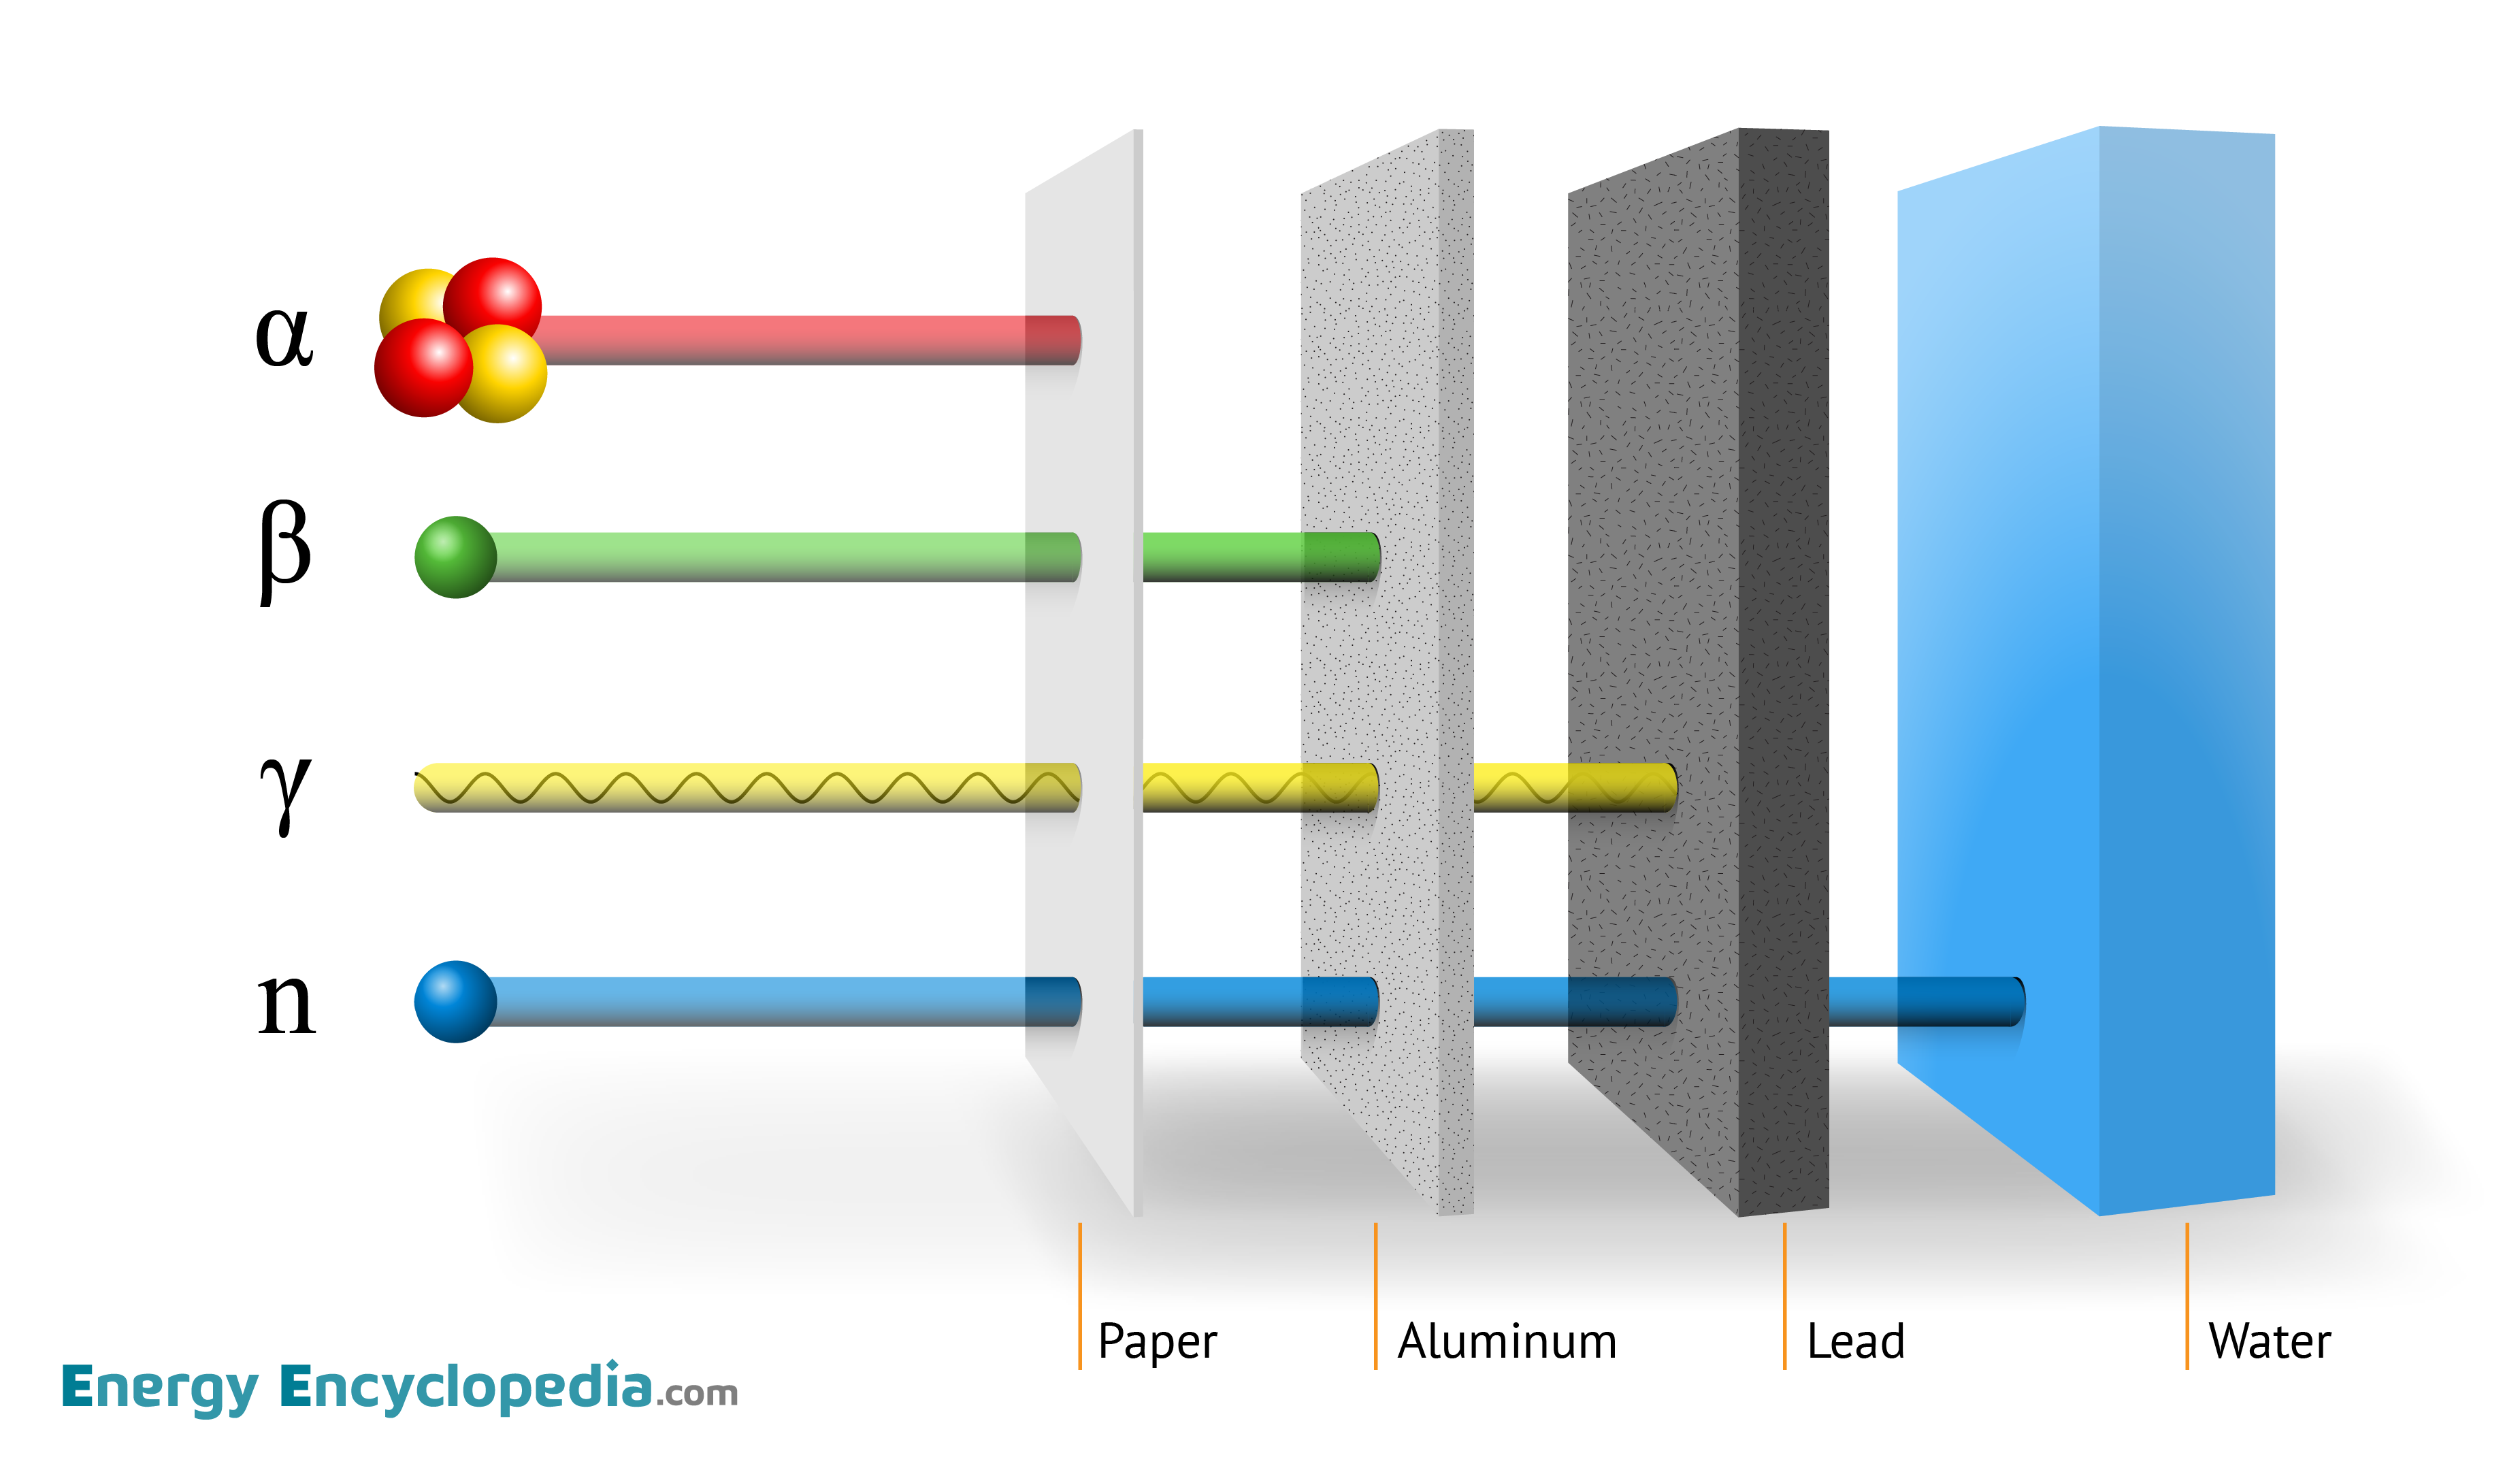 α
β
γ
n
Paper
Aluminum
Lead
Water
Energy Encyclopedia.com